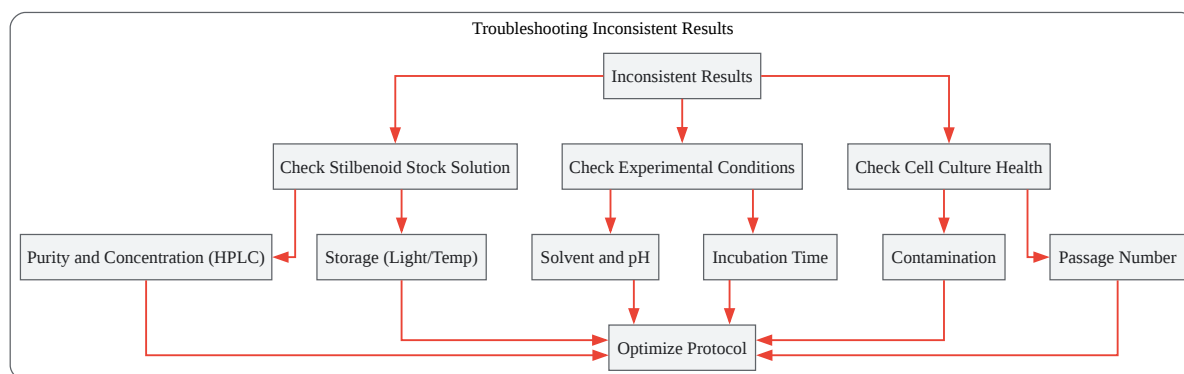 Troubleshooting Inconsistent Results
Inconsistent Results
Check Stilbenoid Stock Solution
Check Experimental Conditions
Check Cell Culture Health
Purity and Concentration (HPLC)
Storage (Light/Temp)
Solvent and pH
Incubation Time
Contamination
Passage Number
Optimize Protocol